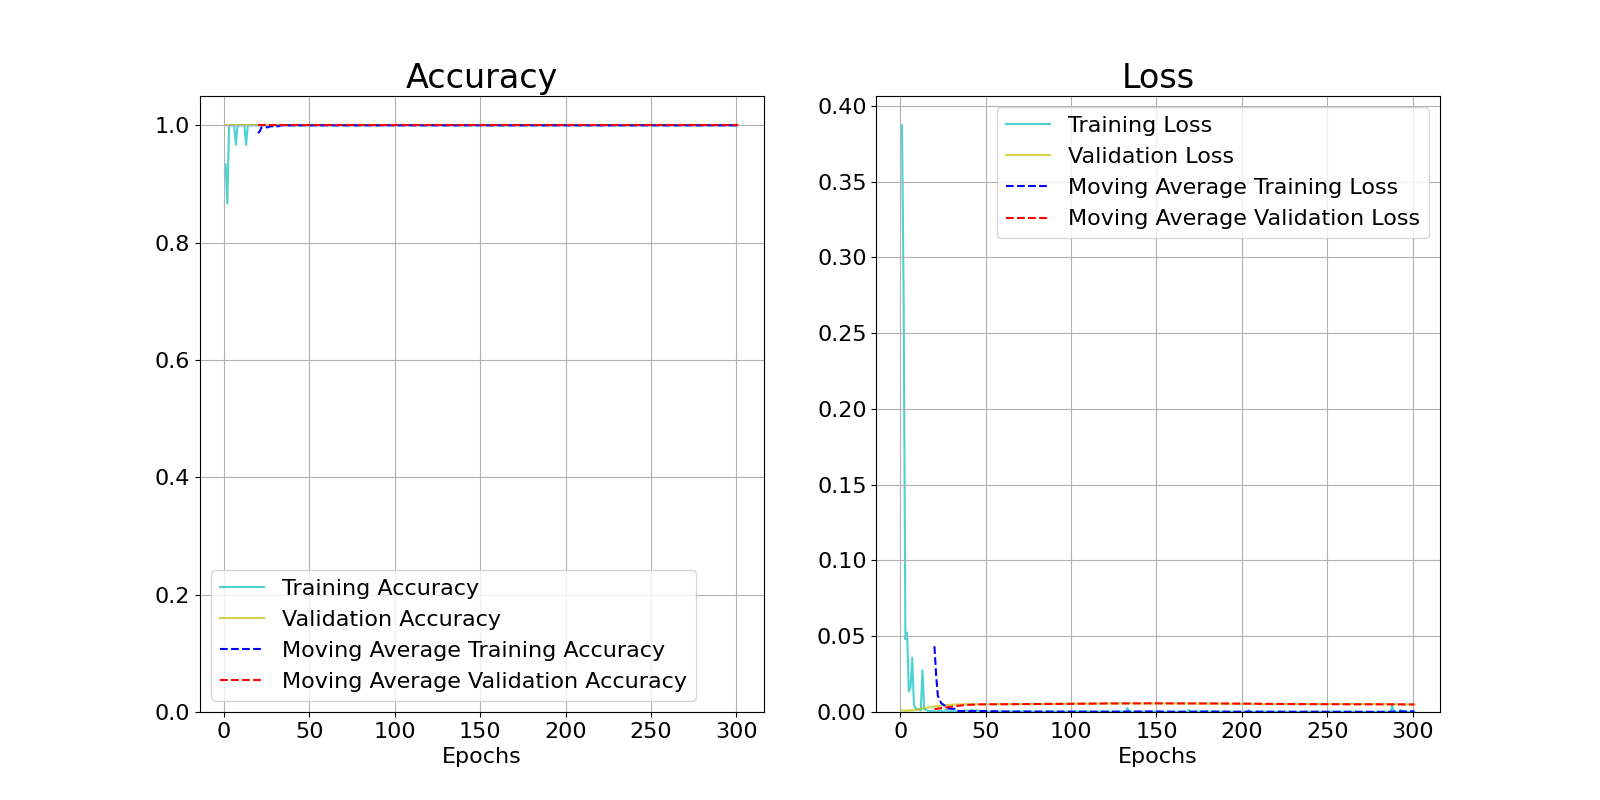 Accuracy
1.0
0.8
0.6
0.4
0.2
0.0
Training Accuracy
Validation Accuracy
Moving Average Training Accuracy
Moving Average Validation Accuracy
0 50 100 150 200 250 300
Epochs
Loss
0.40
0.35
0.30
0.25
0.20
0.15
0.10
0.05
0.00
Training Loss
Validation Loss
Moving Average Training Loss
Moving Average Validation Loss
0 50 100 150 200 250 300
Epochs